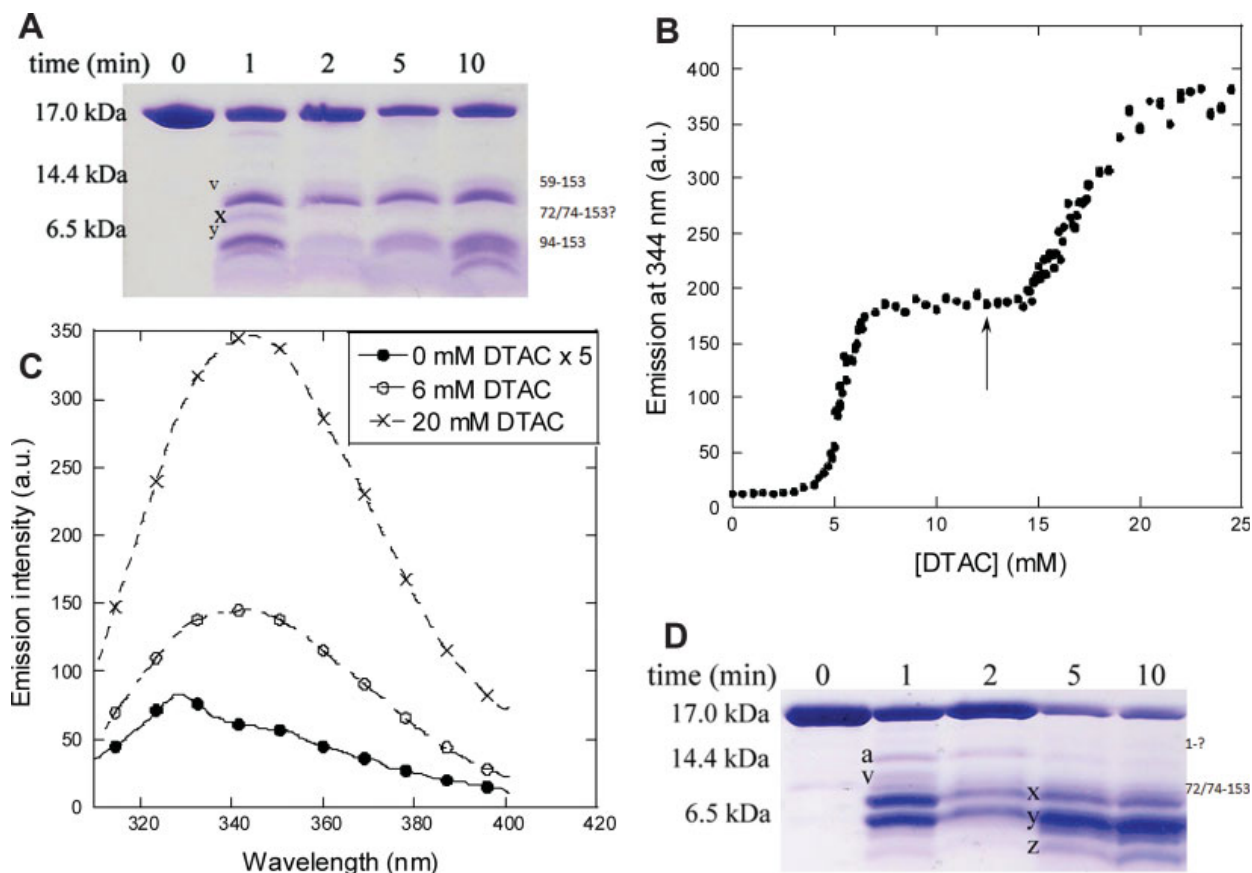 A
time (min) 0 1 2 5 10
17.0 kDa
14.4 kDa
v
59-153
x
72/74-153?
6.5 kDa
y
94-153
B
400
350
300
250
200
150
100
50
0
Emission at 344 nm (a.u.)
0 5 10 15 20 25
[DTAC] (mM)
C
350
300
250
200
150
100
50
0
Emission intensity (a.u.)
0 mM DTAC x 5
6 mM DTAC
20 mM DTAC
320 340 360 380 400 420
Wavelength (nm)
D
time (min) 0 1 2 5 10
17.0 kDa
1-?
14.4 kDa
a
v
72/74-153
x
6.5 kDa
y
z